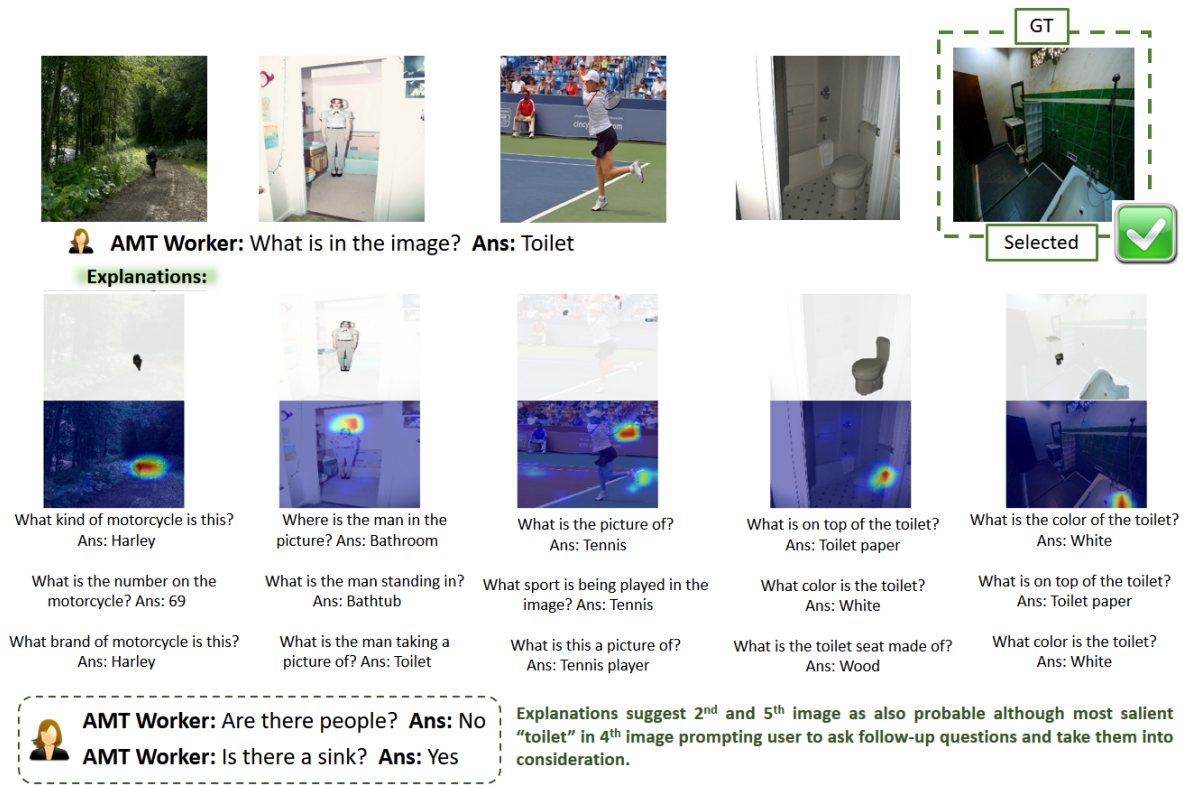 GT
cincy    .com
Selected
AMT Worker: What is in the image? Ans: Toilet
Explanations:
What kind of motorcycle is this?
Ans: Harley
Where is the man in the
picture? Ans: Bathroom
What is the picture of?
Ans: Tennis
What is on top of the toilet?
Ans: Toilet paper
What is the color of the toilet?
Ans: White
What is the number on the
motorcycle? Ans: 69
What is the man standing in?
Ans: Bathtub
What sport is being played in the
image? Ans: Tennis
What color is the toilet?
Ans: White
What is on top of the toilet?
Ans: Toilet paper
What brand of motorcycle is this?
Ans: Harley
What is the man taking a
picture of? Ans: Toilet
What is this a picture of?
Ans: Tennis player
What is the toilet seat made of?
Ans: Wood
What color is the toilet?
Ans: White
AMT Worker: Are there people? Ans: No
AMT Worker: Is there a sink? Ans: Yes
Explanations suggest 2nd and 5th image as also probable although most salient
“toilet” in 4th image prompting user to ask follow-up questions and take them into
consideration.